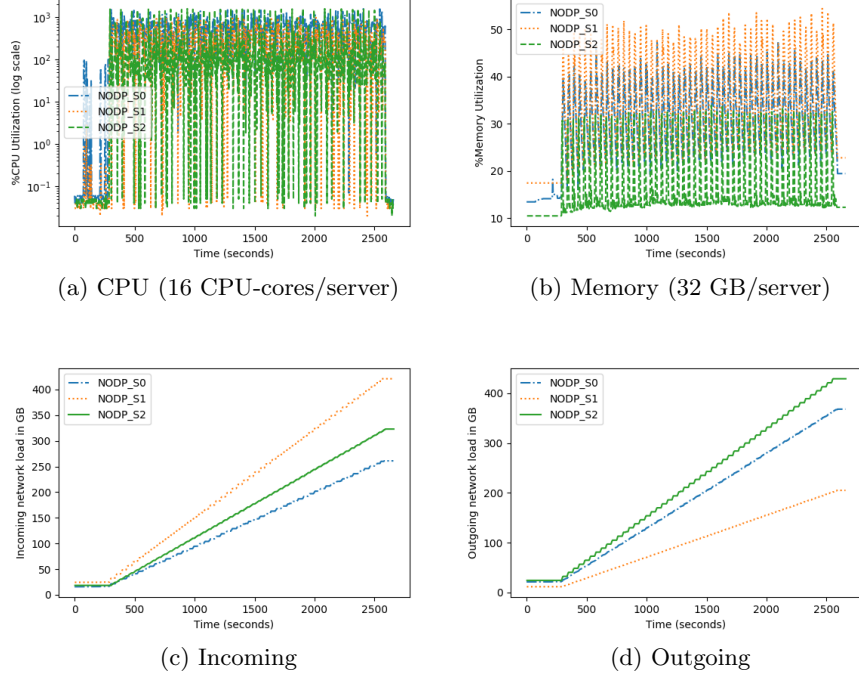 %CPU Utilization (log scale)
10³
10²
10¹
10⁰
10⁻¹
NODP_S0
NODP_S1
NODP_S2
0 500 1000 1500 2000 2500
Time (seconds)
(a) CPU (16 CPU-cores/server)
%Memory Utilization
50
40
30
20
10
NODP_S0
NODP_S1
NODP_S2
0 500 1000 1500 2000 2500
Time (seconds)
(b) Memory (32 GB/server)
Incoming network load in GB
400
350
300
250
200
150
100
50
0
NODP_S0
NODP_S1
NODP_S2
0 500 1000 1500 2000 2500
Time (seconds)
(c) Incoming
Outgoing network load in GB
400
300
200
100
0
NODP_S0
NODP_S1
NODP_S2
0 500 1000 1500 2000 2500
Time (seconds)
(d) Outgoing